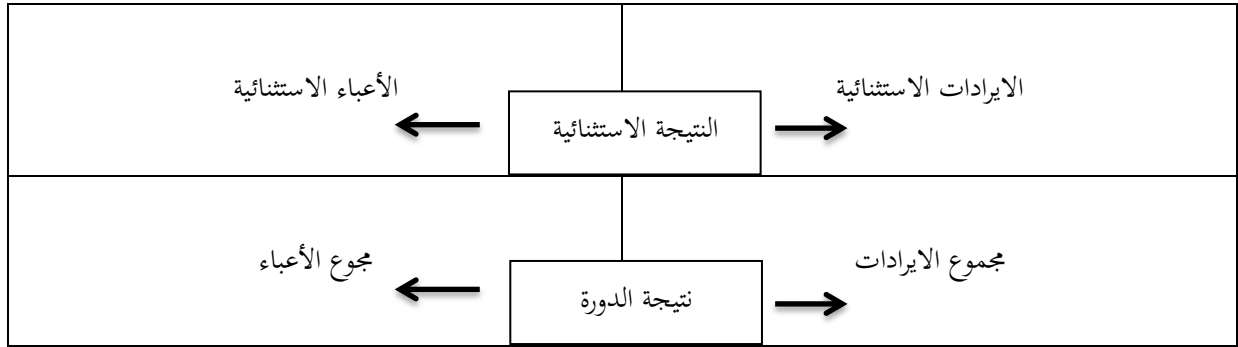 الايرادات الاستثنائية
النتيجة الاستثنائية
الأعباء الاستثنائية
مجموع الايرادات
نتيجة الدورة
مجوع الأعباء